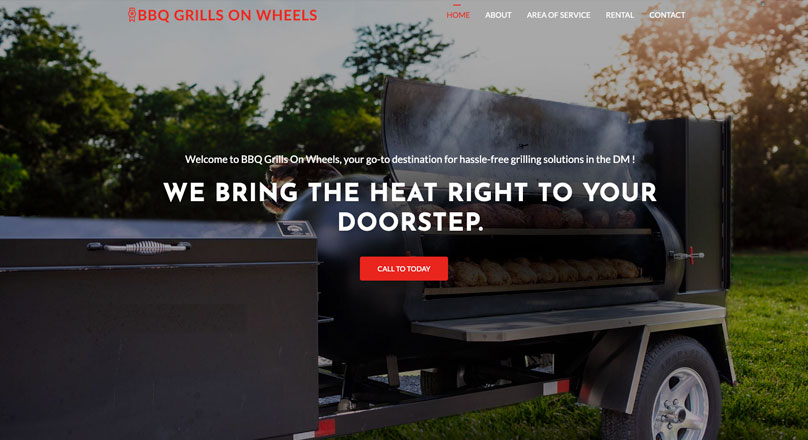 BBQ GRILLS ON WHEELS
HOME ABOUT AREA OF SERVICE RENTAL CONTACT
Welcome to BBQ Grills On Wheels, your go-to destination for hassle-free grilling solutions in the DM !
WE BRING THE HEAT RIGHT TO YOUR
DOORSTEP.
CALL TO TODAY